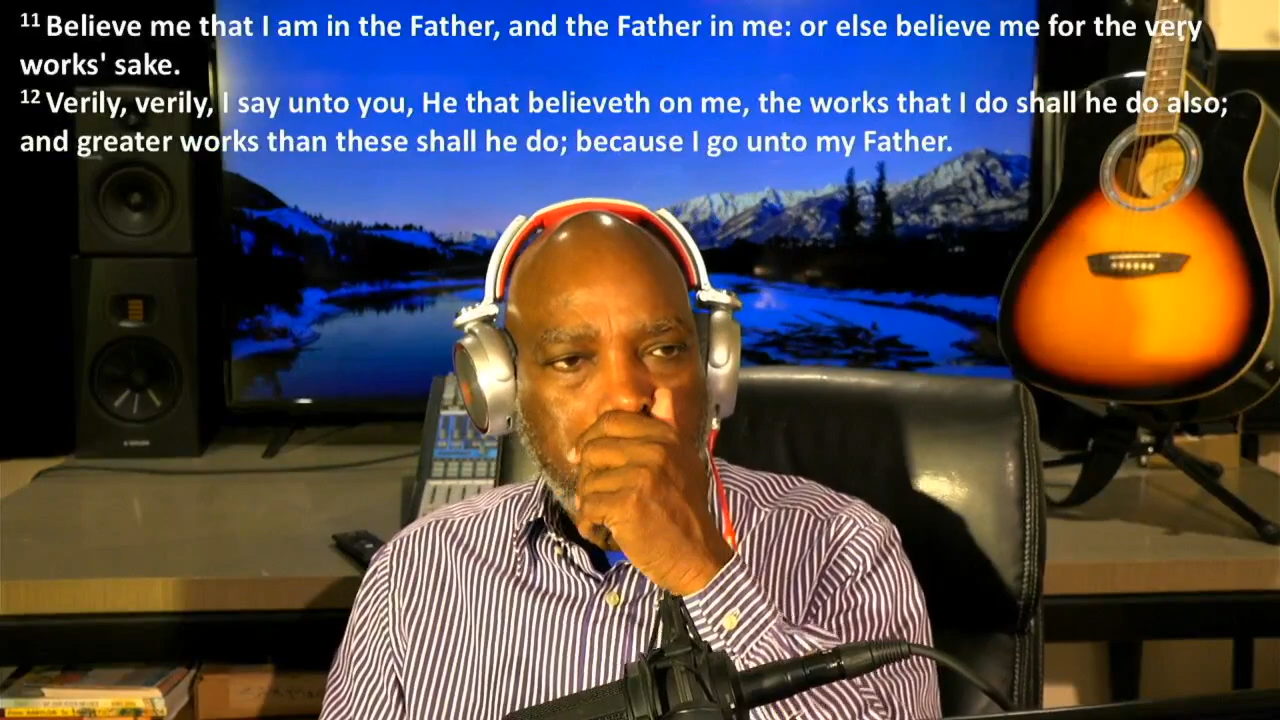 11 Believe me that I am in the Father, and the Father in me: or else believe me for the very
works' sake.
12 Verily, verily, I say unto you, He that believeth on me, the works that I do shall he do also;
and greater works than these shall he do; because I go unto my Father.